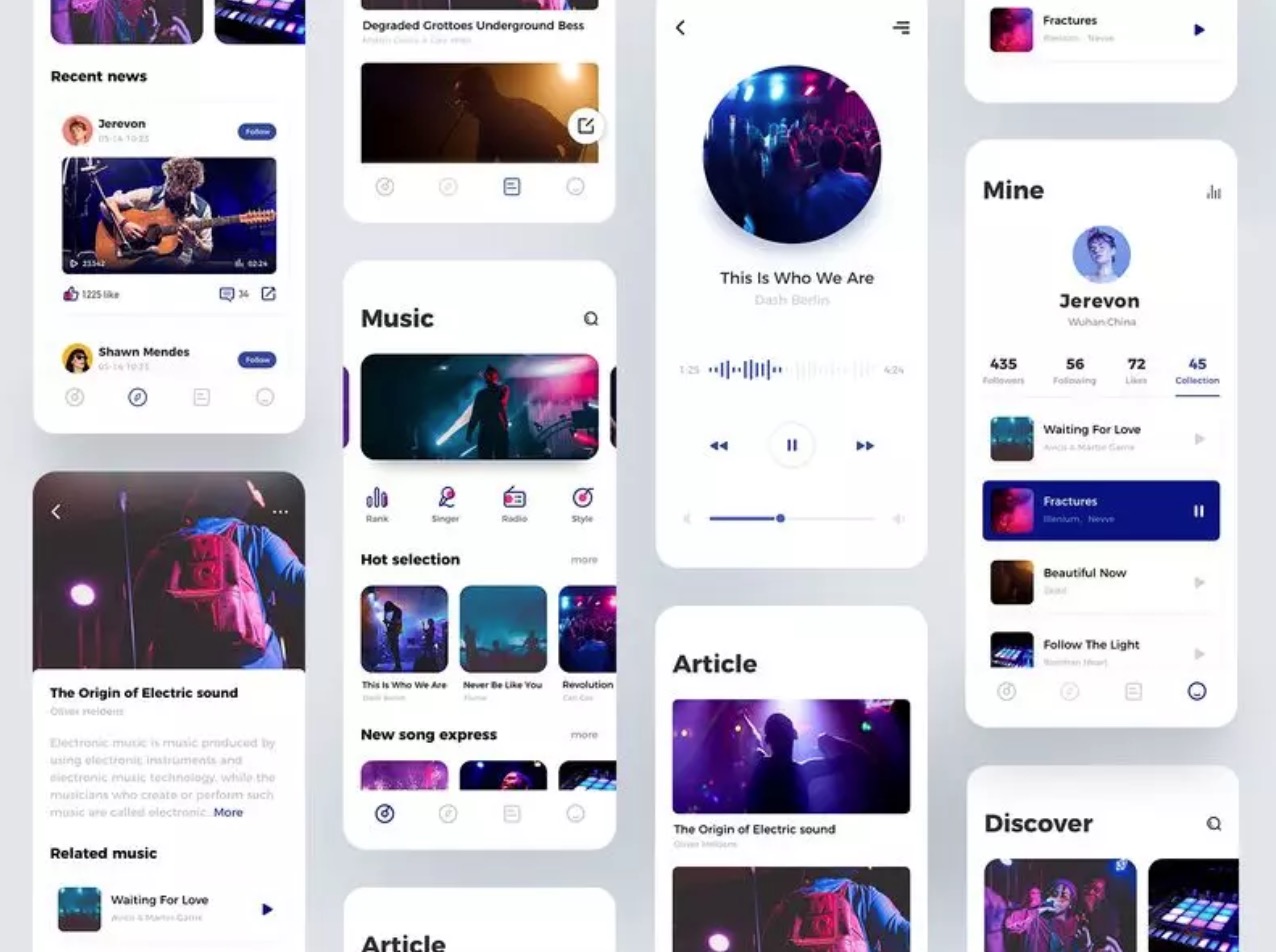 Recent news
Jerevon
05-16 10:23
Follow
23342
02:24
1225 like
34
Shawn Mendes
05-16 10:23
Follow
The Origin of Electric sound
Oliver Heldens
Electronic music is music produced by
using electronic instruments and
electronic music technology, while the
musicians who create or perform such
music are called electronic. More
Related music
Waiting For Love
Avicii & Martin Garrix
Degraded Grottoes Underground Bess
Music
Rank
Singer
Radio
Style
Hot selection
more
This Is Who We Are
Dash Berlin
Never Be Like You
Flume
Revolution
New song express
more
Article
This Is Who We Are
Dash Berlin
1:25
4:24
Article
The Origin of Electric sound
Oliver Heldens
Fractures
Illenium, Nevve
Mine
Jerevon
Wuhan·China
435
56
72
45
Followers
Following
Likes
Collection
Waiting For Love
Avicii & Martin Garrix
Fractures
Illenium, Nevve
Beautiful Now
Zedd
Follow The Light
Discover